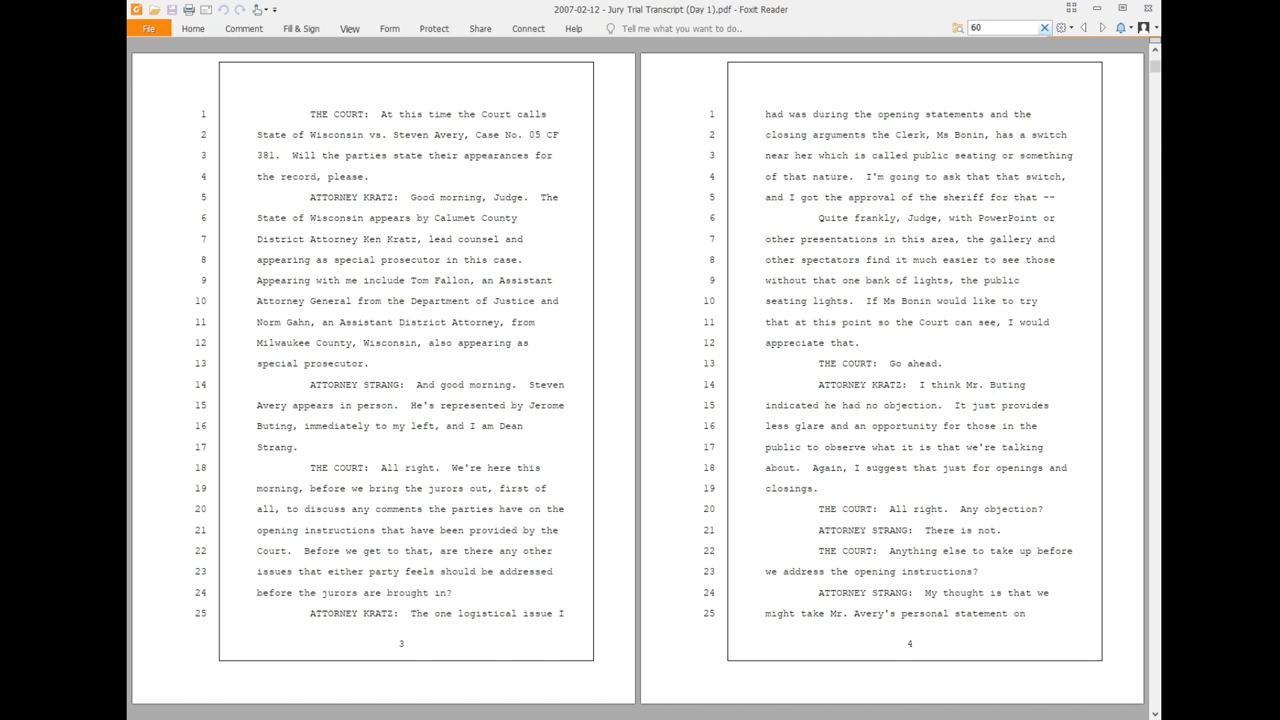 2007-02-12 - Jury Trial Transcript (Day 1).pdf - Foxit Reader
File Home Comment Fill & Sign View Form Protect Share Connect Help Tell me what you want to do.. 60
1 THE COURT: At this time the Court calls
2 State of Wisconsin vs. Steven Avery, Case No. 05 CF
3 381. Will the parties state their appearances for
4 the record, please.
5 ATTORNEY KRATZ: Good morning, Judge. The
6 State of Wisconsin appears by Calumet County
7 District Attorney Ken Kratz, lead counsel and
8 appearing as special prosecutor in this case.
9 Appearing with me include Tom Fallon, an Assistant
10 Attorney General from the Department of Justice and
11 Norm Gahn, an Assistant District Attorney, from
12 Milwaukee County, Wisconsin, also appearing as
13 special prosecutor.
14 ATTORNEY STRANG: And good morning. Steven
15 Avery appears in person. He's represented by Jerome
16 Buting, immediately to my left, and I am Dean
17 Strang.
18 THE COURT: All right. We're here this
19 morning, before we bring the jurors out, first of
20 all, to discuss any comments the parties have on the
21 opening instructions that have been provided by the
22 Court. Before we get to that, are there any other
23 issues that either party feels should be addressed
24 before the jurors are brought in?
25 ATTORNEY KRATZ: The one logistical issue I
3
1 had was during the opening statements and the
2 closing arguments the Clerk, Ms Bonin, has a switch
3 near her which is called public seating or something
4 of that nature. I'm going to ask that that switch,
5 and I got the approval of the sheriff for that --
6 Quite frankly, Judge, with PowerPoint or
7 other presentations in this area, the gallery and
8 other spectators find it much easier to see those
9 without that one bank of lights, the public
10 seating lights. If Ms Bonin would like to try
11 that at this point so the Court can see, I would
12 appreciate that.
13 THE COURT: Go ahead.
14 ATTORNEY KRATZ: I think Mr. Buting
15 indicated he had no objection. It just provides
16 less glare and an opportunity for those in the
17 public to observe what it is that we're talking
18 about. Again, I suggest that just for openings and
19 closings.
20 THE COURT: All right. Any objection?
21 ATTORNEY STRANG: There is not.
22 THE COURT: Anything else to take up before
23 we address the opening instructions?
24 ATTORNEY STRANG: My thought is that we
25 might take Mr. Avery's personal statement on
4